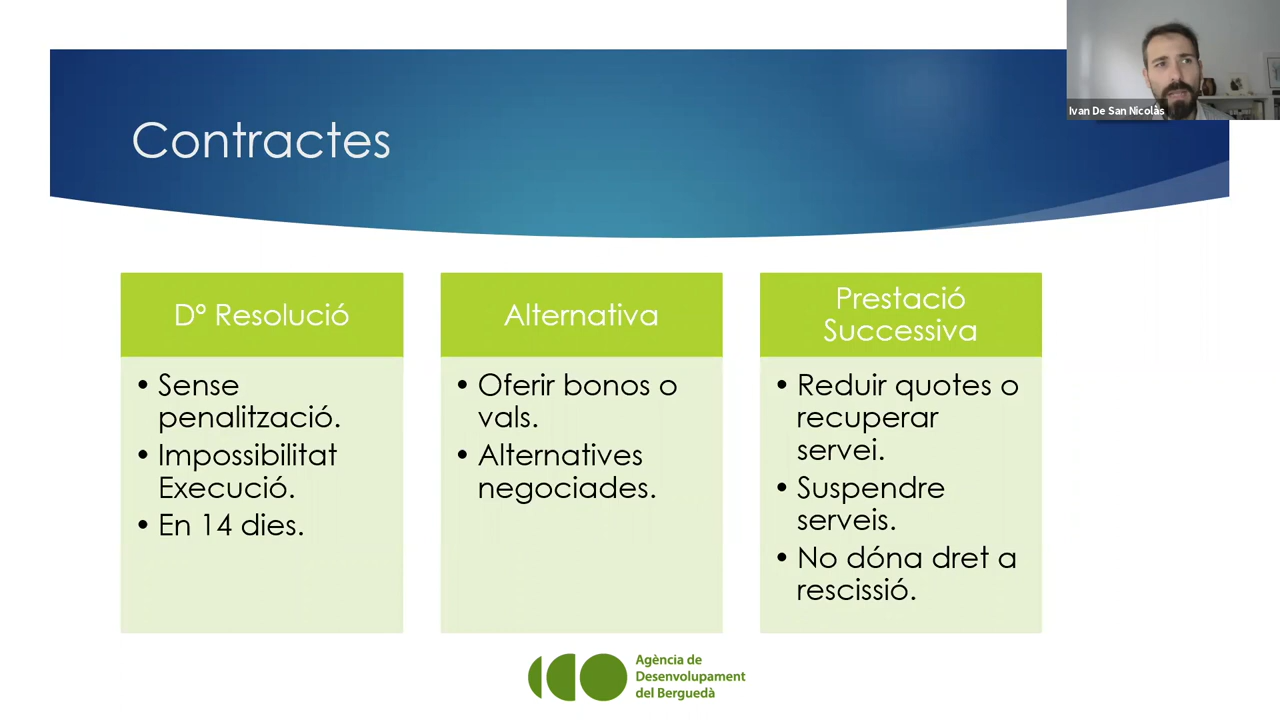 Ivan De San Nicolàs
Contractes
Dº Resolució
• Sense
penalització.
• Impossibilitat
Execució.
• En 14 dies.
Alternativa
• Oferir bonos o
vals.
• Alternatives
negociades.
Prestació
Successiva
• Reduir quotes o
recuperar
servei.
• Suspendre
serveis.
• No dóna dret a
rescissió.
Agència de
Desenvolupament
del Berguedà